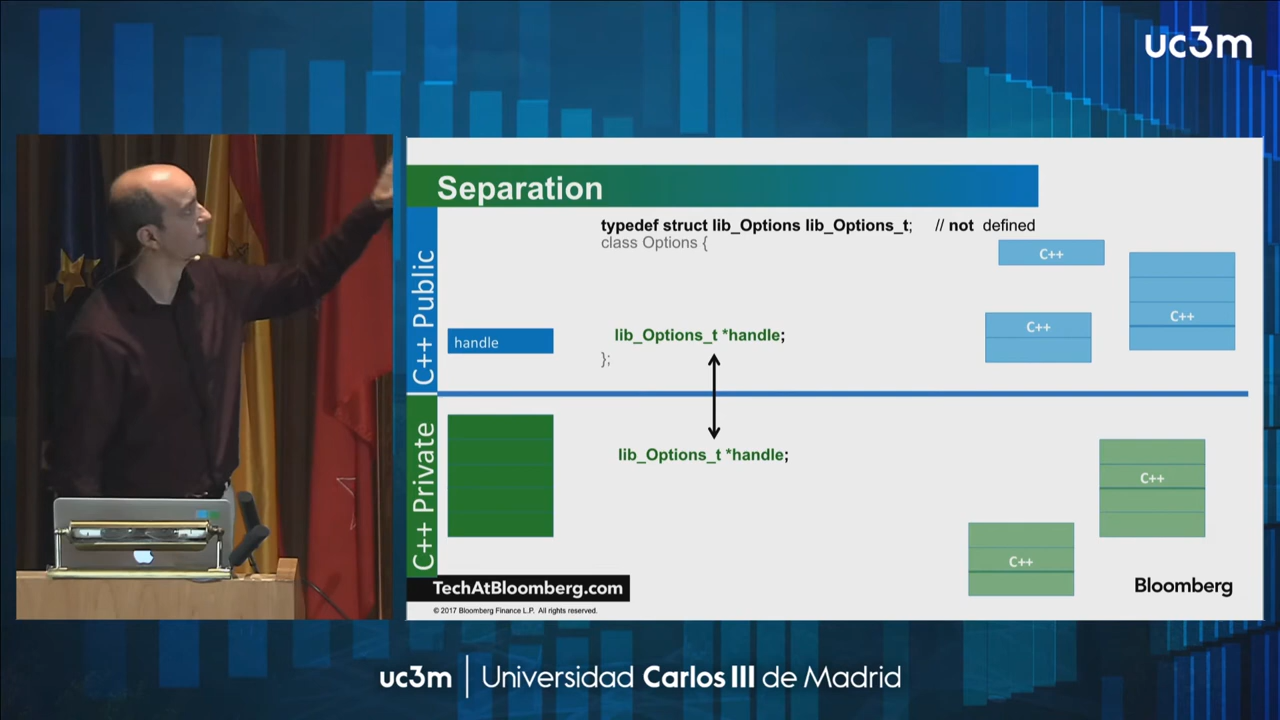 uc3m
Separation
C++ Public
typedef struct lib_Options lib_Options_t; // not defined
class Options {
C++
C++
C++
handle
lib_Options_t *handle;
};
C++ Private
lib_Options_t *handle;
C++
C++
TechAtBloomberg.com
Bloomberg
© 2017 Bloomberg Finance L.P. All rights reserved.
uc3m | Universidad Carlos III de Madrid